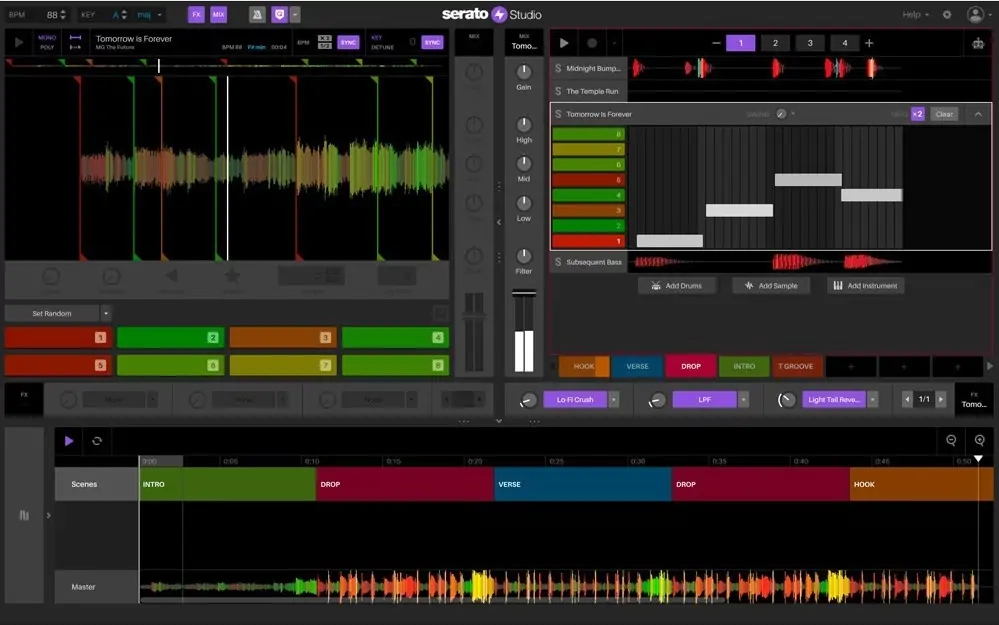 BPM 88 KEY A maj FX MIX serato Studio Help
MONO
POLY
Tomorrow Is Forever
MG The Future
BPM 88 F# min 00:04
BPM
x2
1/2
SYNC
KEY
DETUNE
SYNC
MIX
MIX
Tomo...
1 2 3 4
Gain
High
Mid
Low
Filter
S Midnight Bump...
S The Temple Run
S Tomorrow Is Forever
x2 Clear
8
7
6
5
4
3
2
1
S Subsequent Bass
Add Drums Add Sample Add Instrument
Set Random
1 2 3 4
5 6 7 8
HOOK VERSE DROP INTRO T GROOVE
FX
Lo-Fi Crush LPF Light Tail Reve... 1/1
FX
Tomo...
0:00 0:05 0:10 0:15 0:20 0:25 0:30 0:35 0:40 0:45 0:50
Scenes INTRO DROP VERSE DROP HOOK
Master